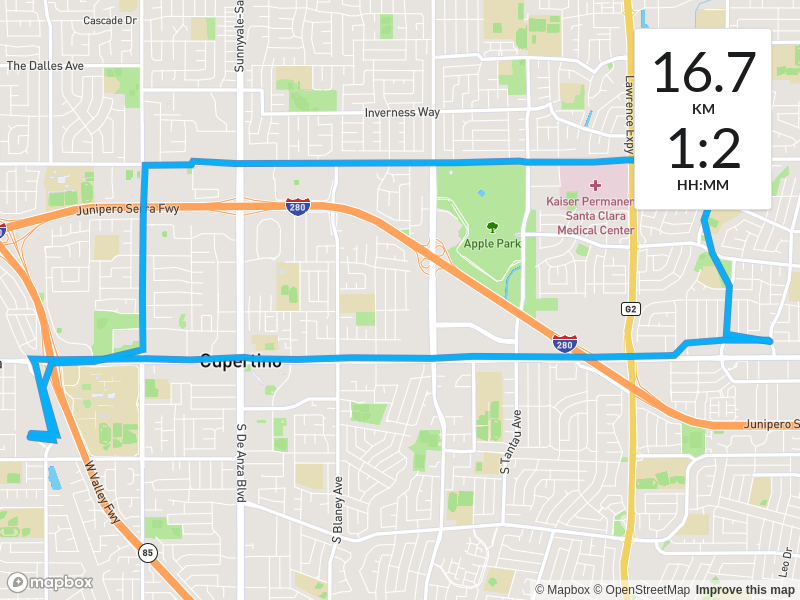 Cascade Dr
Sunnyvale-Sa
The Dalles Ave
Inverness Way
Lawrence Expy
16.7
KM
1:2
HH:MM
Kaiser Permanen
Santa Clara
Medical Center
Junipero Serra Fwy
280
Apple Park
G2
280
Cupertino
S De Anza Blvd
S Tantau Ave
Junipero S
W Valley Fwy
S Blaney Ave
85
Leo Dr
mapbox
© Mapbox © OpenStreetMap Improve this map